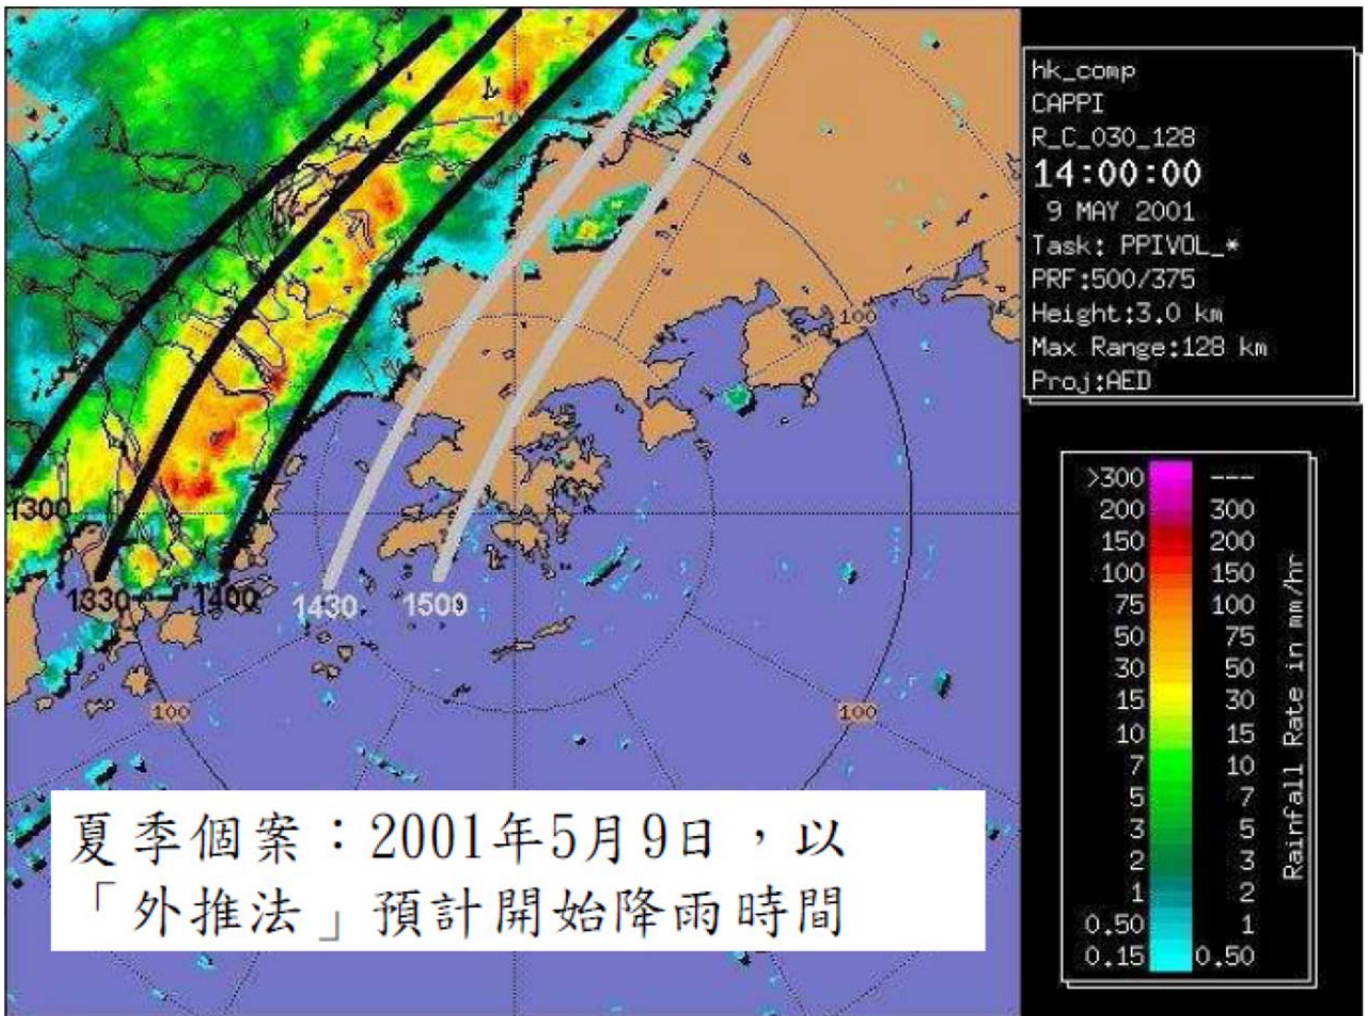 hk_comp
CAPPI
R_C_030_128
14:00:00
9 MAY 2001
Task: PPIVOL_*
PRF:500/375
Height:3.0 km
Max Range:128 km
Proj:AED
100
100
1300
1330
1400
1430
1500
100
100
>300 ---
200 300
150 200
100 150
75 100
50 75
30 50
15 30
10 15
7 10
5 7
3 5
2 3
1 2
0.50 1
0.15 0.50
Rainfall Rate in mm/hr
夏季個案：2001年5月9日，以
「外推法」預計開始降雨時間